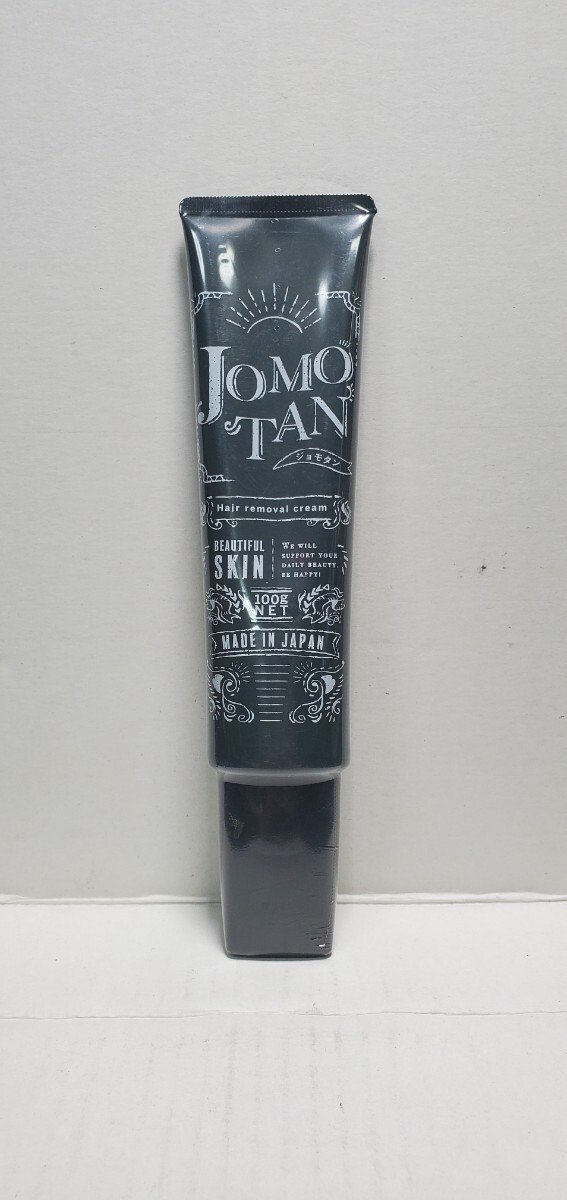 JOMO
TAN
ジョモタン
Hair removal cream
BEAUTIFUL
SKIN
WE WILL
SUPPORT YOUR
DAILY BEAUTY.
BE HAPPY!
100g
NET
MADE IN JAPAN